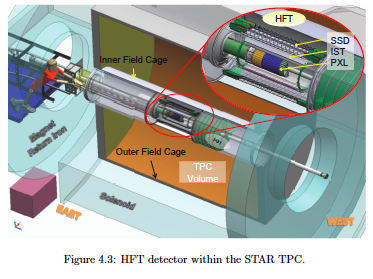 HFT
SSD
IST
PXL
Inner Field Cage
Magnet
Return Iron
Outer Field Cage
TPC
Volume
Solenoid
EAST
WEST
Figure 4.3: HFT detector within the STAR TPC.